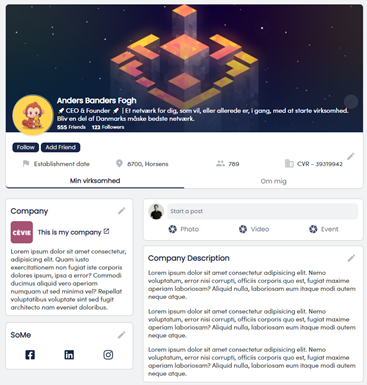 Anders Banders Fogh
CEO & Founder | Et netværk for dig, som vil, eller allerede er, i gang, med at starte virksomhed.
Bliv en del af Danmarks måske bedste netværk.
555 Friends 123 Followers
Follow Add Friend
Establishment date 8700, Horsens 789 CVR - 39319942
Min virksomhed Om mig
Company
CÉVIE This is my company
Lorem ipsum dolor sit amet consectetur,
adipisicing elit. Quam iusto
exercitationem non fugiat iste corporis
dolores ipsum, ipsa a error? Commodi
ducimus aliquid vero aperiam
numquam ut sed minima vel? Repellat
voluptatibus voluptate sint sed fugit
architecto nam eveniet doloribus.
SoMe
Start a post
Photo Video Event
Company Description
Lorem ipsum dolor sit amet consectetur adipisicing elit. Nemo
voluptatum, error nisi corrupti, officiis corporis quo est, fugiat maxime
aperiam laboriosam? Aliquid nulla, laboriosam eum itaque modi autem
neque atque.
Lorem ipsum dolor sit amet consectetur adipisicing elit. Nemo
voluptatum, error nisi corrupti, officiis corporis quo est, fugiat maxime
aperiam laboriosam? Aliquid nulla, laboriosam eum itaque modi autem
neque atque.
Lorem ipsum dolor sit amet consectetur adipisicing elit. Nemo
voluptatum, error nisi corrupti, officiis corporis quo est, fugiat maxime
aperiam laboriosam? Aliquid nulla, laboriosam eum itaque modi autem
neque atque.